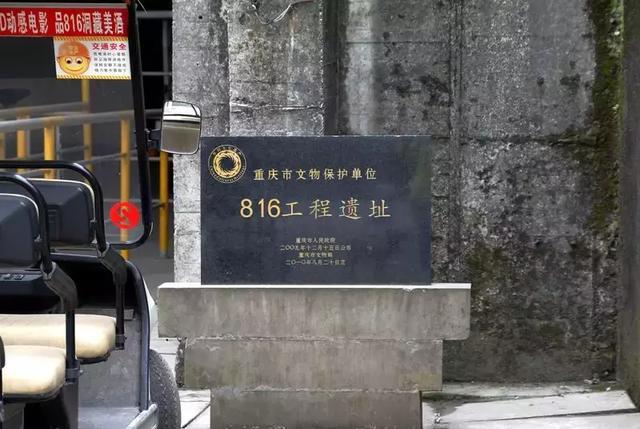 D动感电影 品816洞藏美酒
交通安全
重庆市文物保护单位
816工程遗址
重庆市人民政府
二〇〇九年十二月十五日公布
重庆市文物局
二〇一〇年八月二十日立